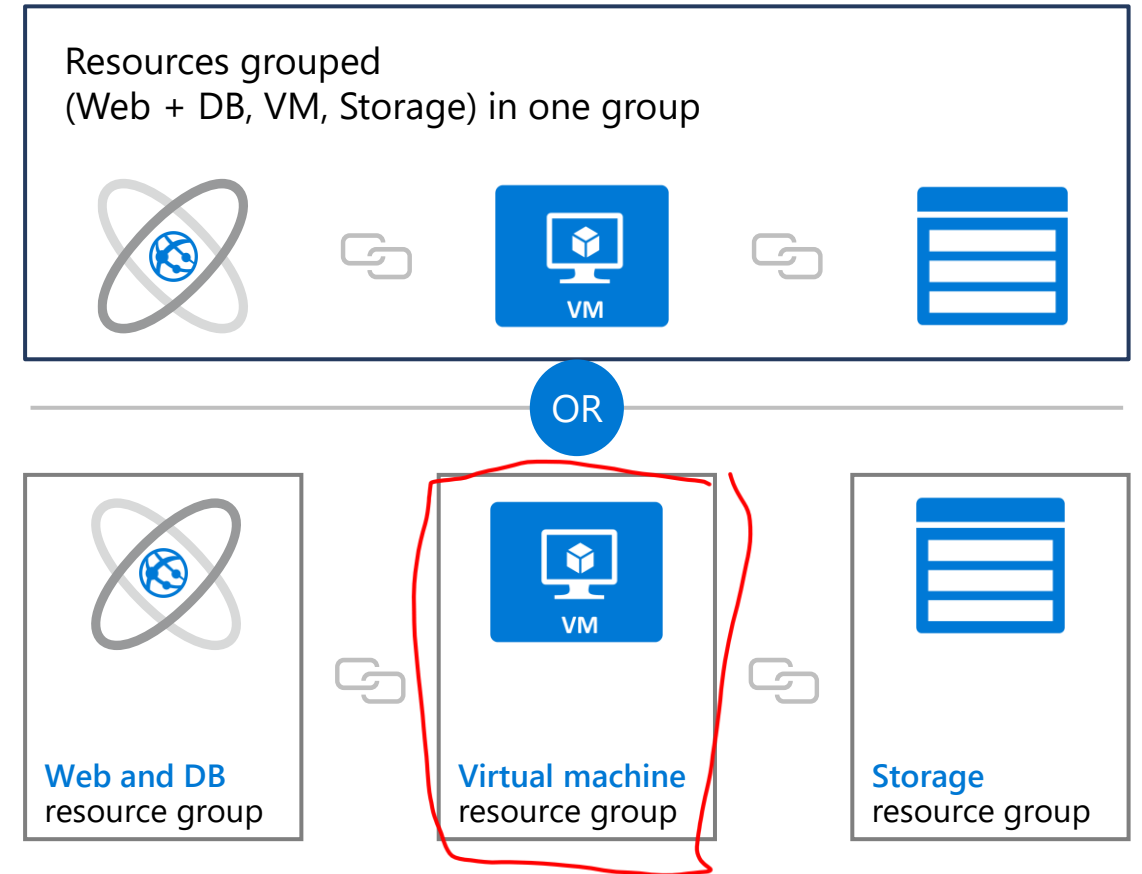 Resources grouped
(Web + DB, VM, Storage) in one group
VM
OR
VM
Web and DB
resource group
Virtual machine
resource group
Storage
resource group